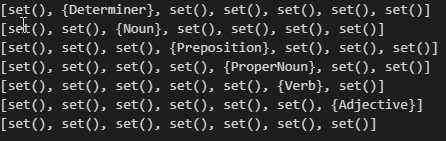 [set(), {Determiner}, set(), set(), set(), set(), set()]
[set(), set(), {Noun}, set(), set(), set(), set()]
[set(), set(), set(), {Preposition}, set(), set(), set()]
[set(), set(), set(), set(), {ProperNoun}, set(), set()]
[set(), set(), set(), set(), set(), {Verb}, set()]
[set(), set(), set(), set(), set(), set(), {Adjective}]
[set(), set(), set(), set(), set(), set(), set()]